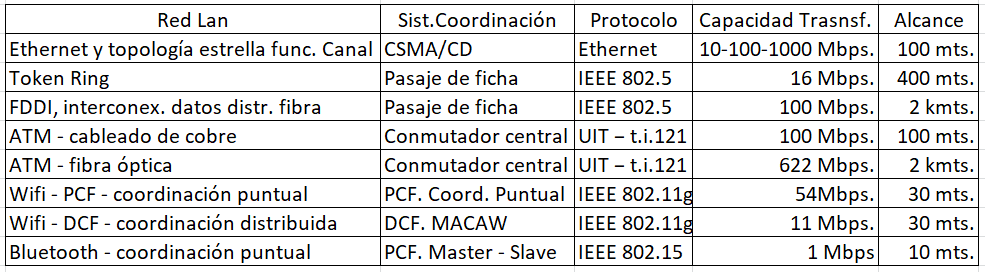 Red Lan Sist.Coordinación Protocolo Capacidad Trasnsf. Alcance
Ethernet y topología estrella func. Canal CSMA/CD Ethernet 10-100-1000 Mbps. 100 mts.
Token Ring Pasaje de ficha IEEE 802.5 16 Mbps. 400 mts.
FDDI, interconex. datos distr. fibra Pasaje de ficha IEEE 802.5 100 Mbps. 2 kmts.
ATM - cableado de cobre Conmutador central UIT – t.i.121 100 Mbps. 100 mts.
ATM - fibra óptica Conmutador central UIT – t.i.121 622 Mbps. 2 kmts.
Wifi - PCF - coordinación puntual PCF. Coord. Puntual IEEE 802.11g 54Mbps. 30 mts.
Wifi - DCF - coordinación distribuida DCF. MACAW IEEE 802.11g 11 Mbps. 30 mts.
Bluetooth - coordinación puntual PCF. Master - Slave IEEE 802.15 1 Mbps 10 mts.